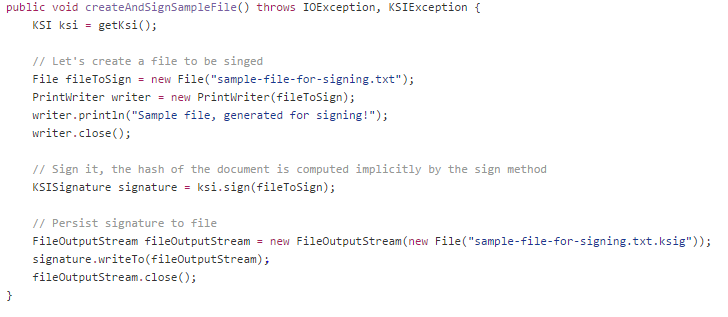 public void createAndSignSampleFile() throws IOException, KSIException {
    KSI ksi = getKsi();

    // Let's create a file to be singed
    File fileToSign = new File("sample-file-for-signing.txt");
    PrintWriter writer = new PrintWriter(fileToSign);
    writer.println("Sample file, generated for signing!");
    writer.close();

    // Sign it, the hash of the document is computed implicitly by the sign method
    KSISignature signature = ksi.sign(fileToSign);

    // Persist signature to file
    FileOutputStream fileOutputStream = new FileOutputStream(new File("sample-file-for-signing.txt.ksig"));
    signature.writeTo(fileOutputStream);
    fileOutputStream.close();
}